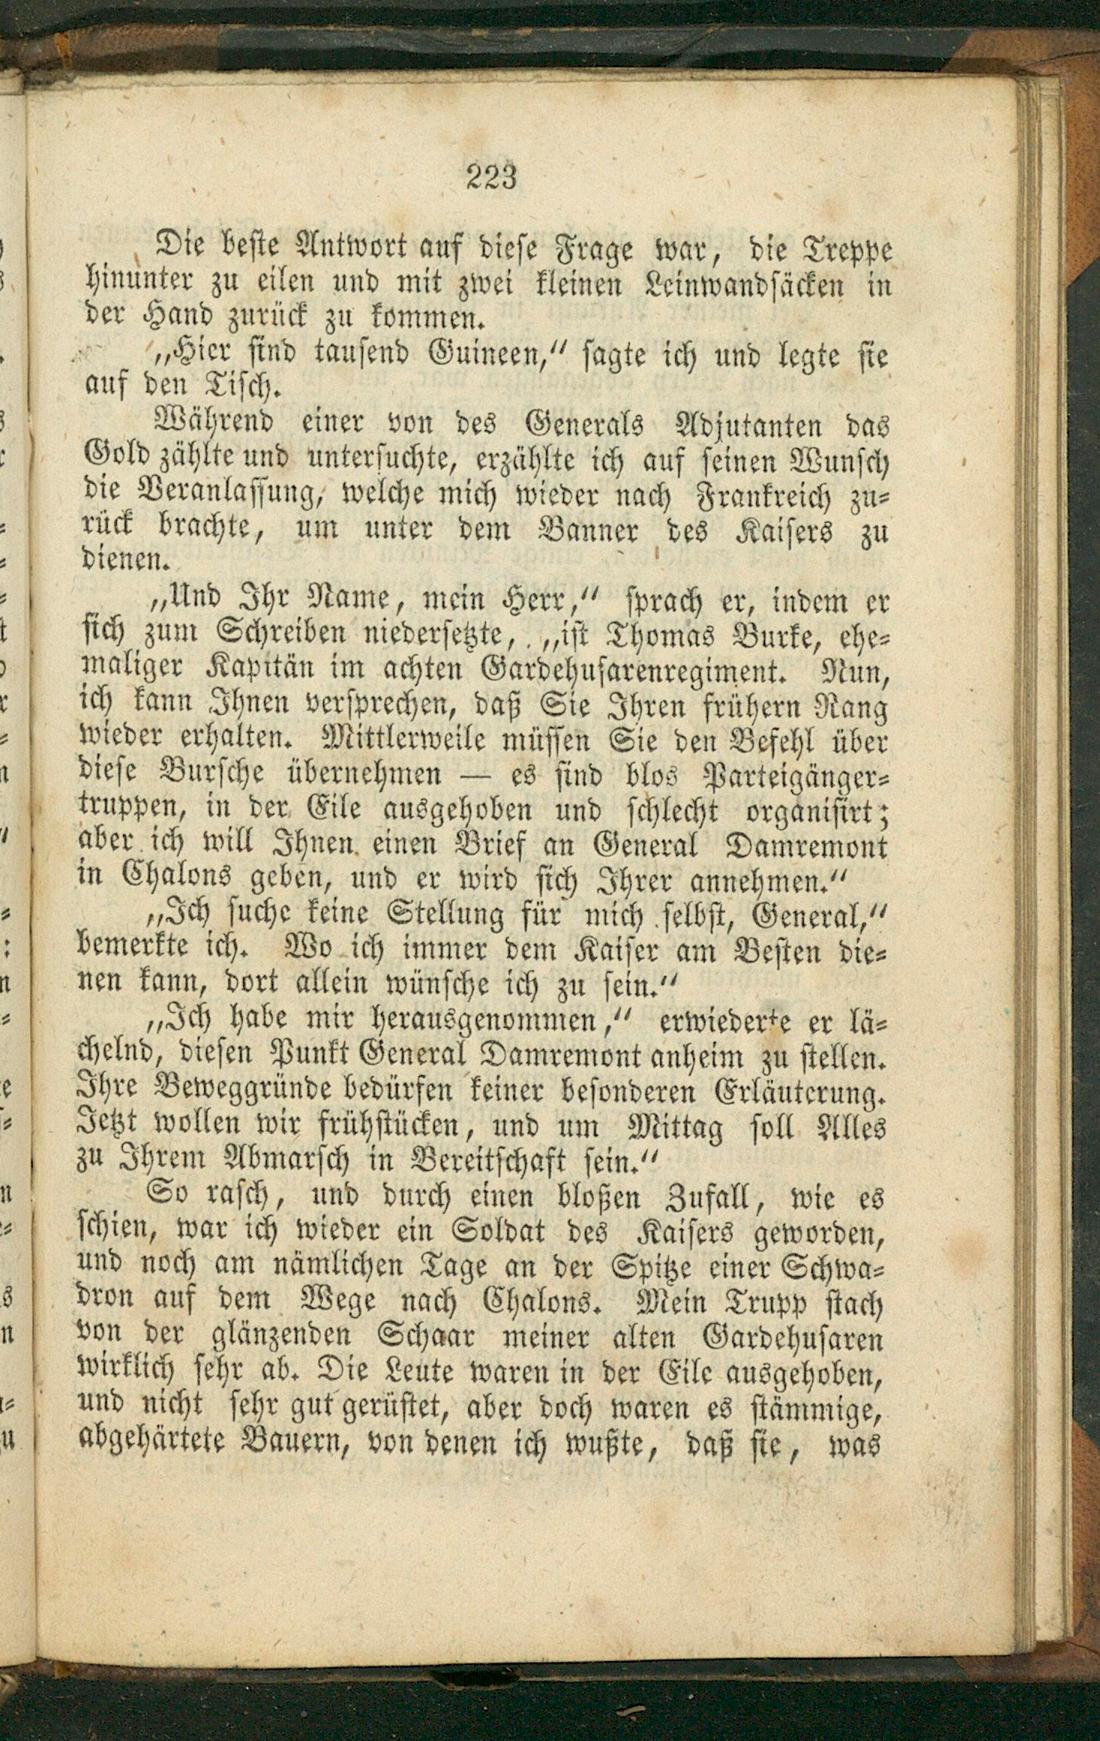 223
Die beste Antwort auf diese Frage war, die Treppe
hinunter zu eilen und mit zwei kleinen Leinwandsäcken in
der Hand zurück zu kommen.
„Hier sind tausend Guineen,“ sagte ich und legte sie
auf den Tisch.
Während einer von des Generals Adjutanten das
Gold zählte und untersuchte, erzählte ich auf seinen Wunsch
die Veranlassung, welche mich wieder nach Frankreich zu=
rück brachte, um unter dem Banner des Kaisers zu
dienen.
„Und Ihr Name, mein Herr,“ sprach er, indem er
sich zum Schreiben niedersetzte, „ist Thomas Burke, ehe=
maliger Kapitän im achten Gardehusarenregiment. Nun,
ich kann Ihnen versprechen, daß Sie Ihren frühern Rang
wieder erhalten. Mittlerweile müssen Sie den Befehl über
diese Bursche übernehmen — es sind blos Parteigänger=
truppen, in der Eile ausgehoben und schlecht organisirt;
aber ich will Ihnen einen Brief an General Damremont
in Chalons geben, und er wird sich Ihrer annehmen.“
„Ich suche keine Stellung für mich selbst, General,“
bemerkte ich. Wo ich immer dem Kaiser am Besten die=
nen kann, dort allein wünsche ich zu sein.“
„Ich habe mir herausgenommen,“ erwiederte er lä=
chelnd, diesen Punkt General Damremont anheim zu stellen.
Ihre Beweggründe bedürfen keiner besonderen Erläuterung.
Jetzt wollen wir frühstücken, und um Mittag soll Alles
zu Ihrem Abmarsch in Bereitschaft sein.“
So rasch, und durch einen bloßen Zufall, wie es
schien, war ich wieder ein Soldat des Kaisers geworden,
und noch am nämlichen Tage an der Spitze einer Schwa=
dron auf dem Wege nach Chalons. Mein Trupp stach
von der glänzenden Schaar meiner alten Gardehusaren
wirklich sehr ab. Die Leute waren in der Eile ausgehoben,
und nicht sehr gut gerüstet, aber doch waren es stämmige,
abgehärtete Bauern, von denen ich wußte, daß sie, was